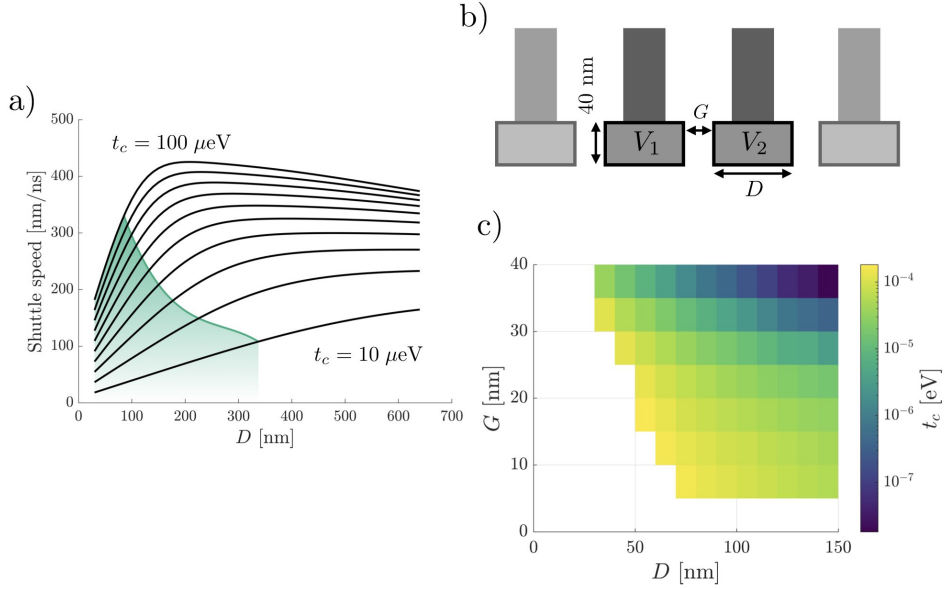 a)
Shuttle speed [nm/ns]
500
400
300
200
100
0
t_c = 100 μeV
t_c = 10 μeV
0 100 200 300 400 500 600 700
D [nm]
b)
40 nm
V_1
G
V_2
D
c)
G [nm]
40
30
20
10
0
0 50 100 150
D [nm]
10^{-4}
10^{-5}
10^{-6}
10^{-7}
t_c [eV]